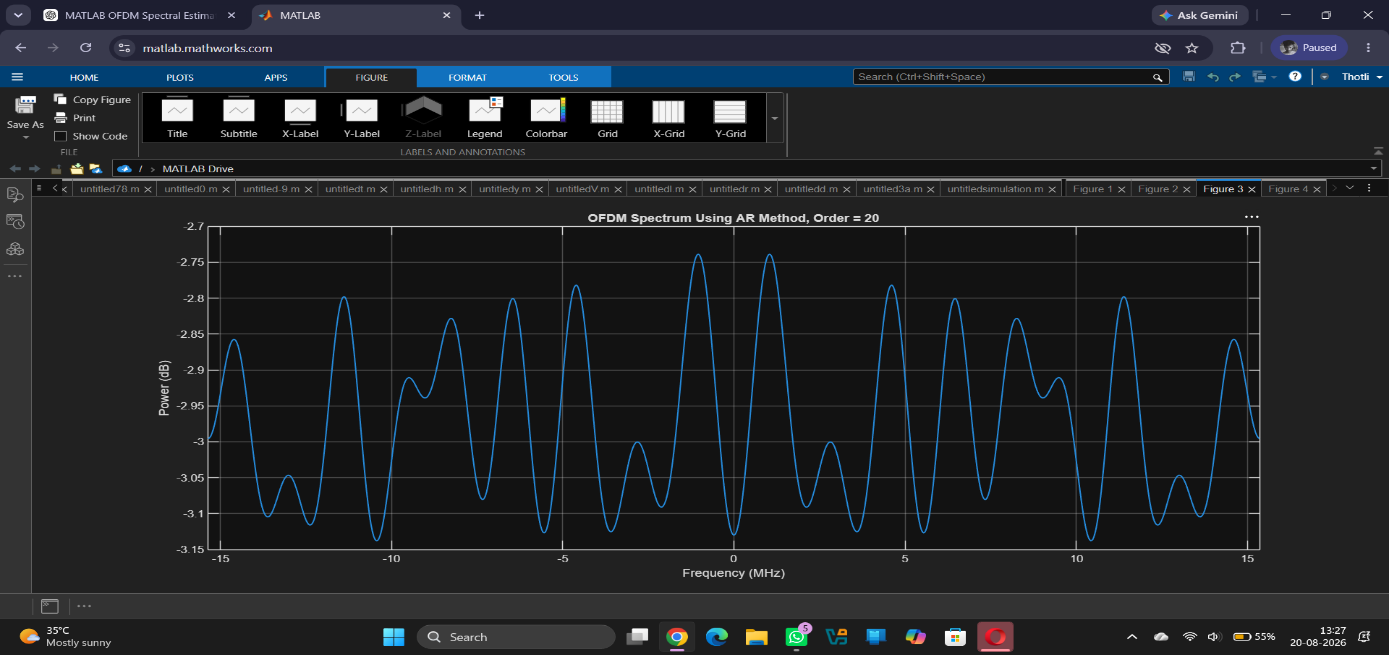 MATLAB OFDM Spectral Estima
MATLAB
Ask Gemini
matlab.mathworks.com
Paused
HOME PLOTS APPS FIGURE FORMAT TOOLS
Search (Ctrl+Shift+Space)
Thotli
Save As
Copy Figure
Print
Show Code
FILE
Title Subtitle X-Label Y-Label Z-Label Legend Colorbar Grid X-Grid Y-Grid
LABELS AND ANNOTATIONS
/ > MATLAB Drive
untitled78.m untitled0.m untitled-9.m untitledt.m untitledh.m untitledy.m untitledV.m untitledl.m untitledr.m untitledd.m untitled3a.m untitledsimulation.m Figure 1 Figure 2 Figure 3 Figure 4
OFDM Spectrum Using AR Method, Order = 20
-2.7
-2.75
-2.8
-2.85
-2.9
-2.95
-3
-3.05
-3.1
-3.15
Power (dB)
-15 -10 -5 0 5 10 15
Frequency (MHz)
35°C
Mostly sunny
Search
5
55%
13:27
20-08-2026